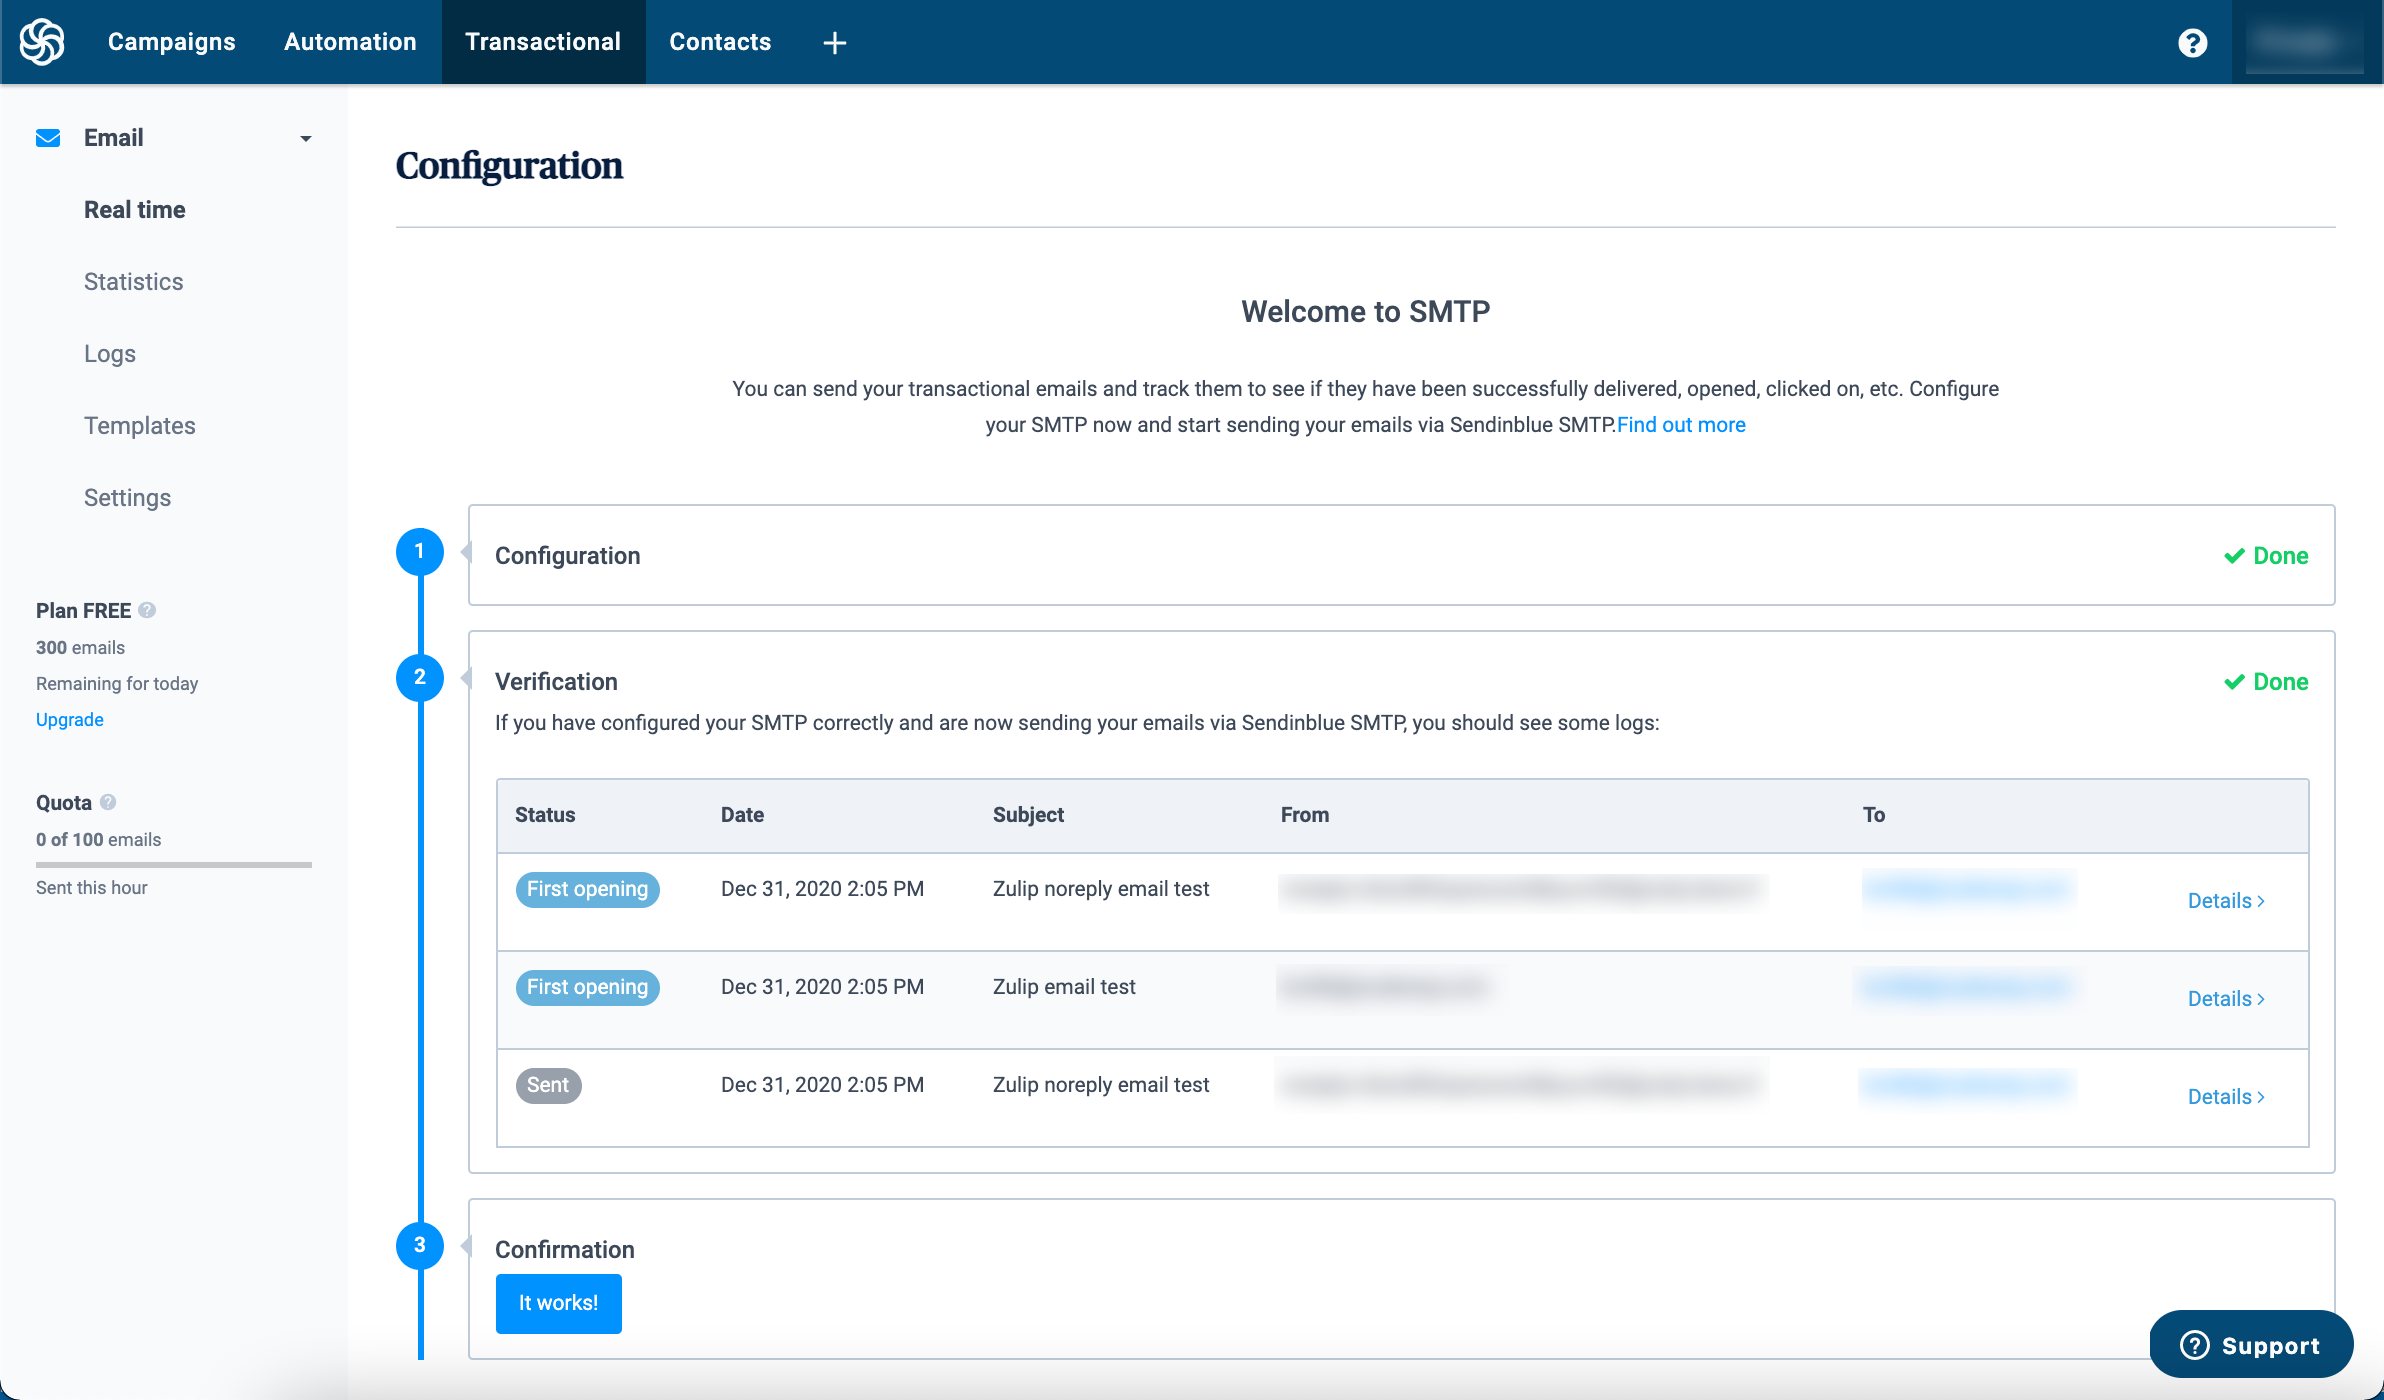 Campaigns Automation Transactional Contacts
Email
Real time
Statistics
Logs
Templates
Settings
Plan FREE
300 emails
Remaining for today
Upgrade
Quota
0 of 100 emails
Sent this hour
Configuration
Welcome to SMTP
You can send your transactional emails and track them to see if they have been successfully delivered, opened, clicked on, etc. Configure
your SMTP now and start sending your emails via Sendinblue SMTP.Find out more
1
Configuration
Done
2
Verification
Done
If you have configured your SMTP correctly and are now sending your emails via Sendinblue SMTP, you should see some logs:
Status Date Subject From To
First opening Dec 31, 2020 2:05 PM Zulip noreply email test Details >
First opening Dec 31, 2020 2:05 PM Zulip email test Details >
Sent Dec 31, 2020 2:05 PM Zulip noreply email test Details >
3
Confirmation
It works!
Support